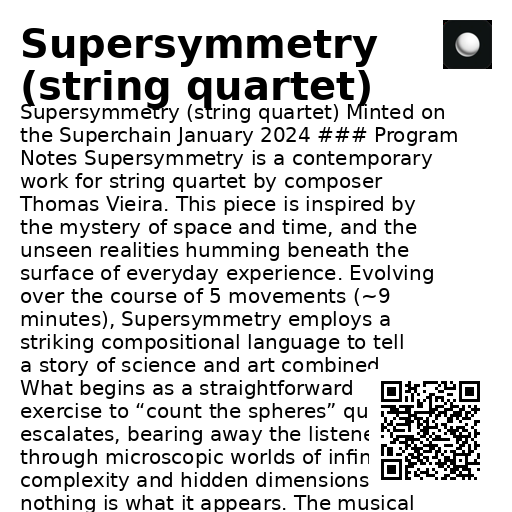 Supersymmetry
(string quartet)
Supersymmetry (string quartet) Minted on
the Superchain January 2024 ### Program
Notes Supersymmetry is a contemporary
work for string quartet by composer
Thomas Vieira. This piece is inspired by
the mystery of space and time, and the
unseen realities humming beneath the
surface of everyday experience. Evolving
over the course of 5 movements (~9
minutes), Supersymmetry employs a
striking compositional language to tell
a story of science and art combined
What begins as a straightforward
exercise to “count the spheres” qu
escalates, bearing away the listene
through microscopic worlds of infin
complexity and hidden dimensions
nothing is what it appears. The musical